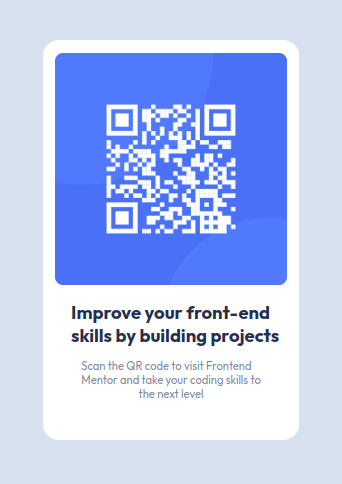 Improve your front-end
skills by building projects
Scan the QR code to visit Frontend
Mentor and take your coding skills to
the next level